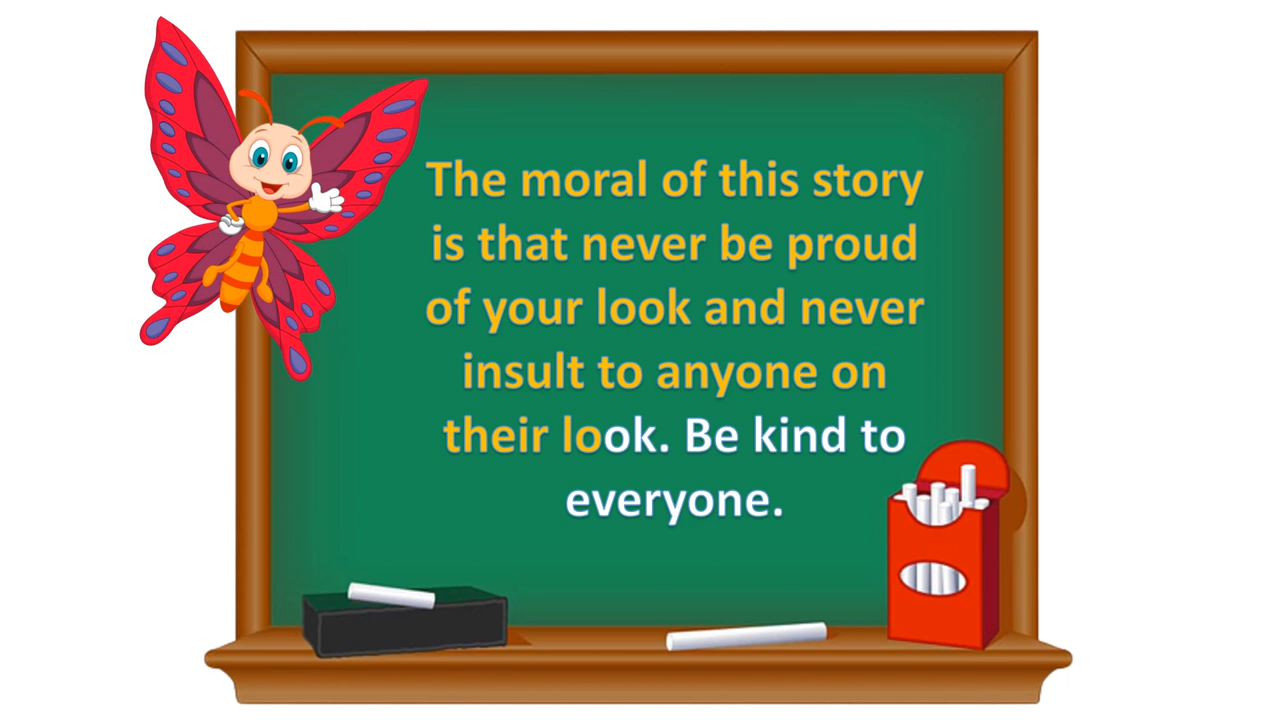 The moral of this story
is that never be proud
of your look and never
insult to anyone on
their look. Be kind to
everyone.